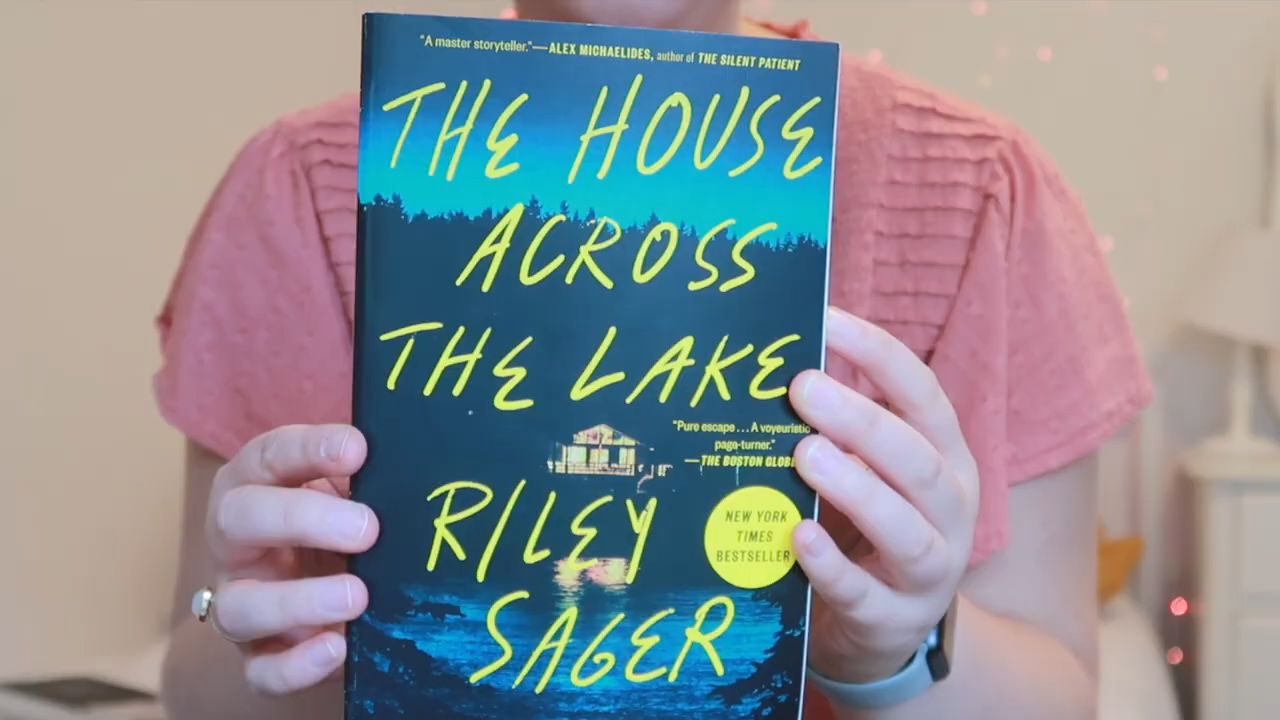 "A master storyteller."—ALEX MICHAELIDES, author of THE SILENT PATIENT
THE HOUSE
ACROSS
THE LAKE
"Pure escape... A voyeuristic
page-turner."
—THE BOSTON GLOBE
RILEY
SAGER
NEW YORK
TIMES
BESTSELLER